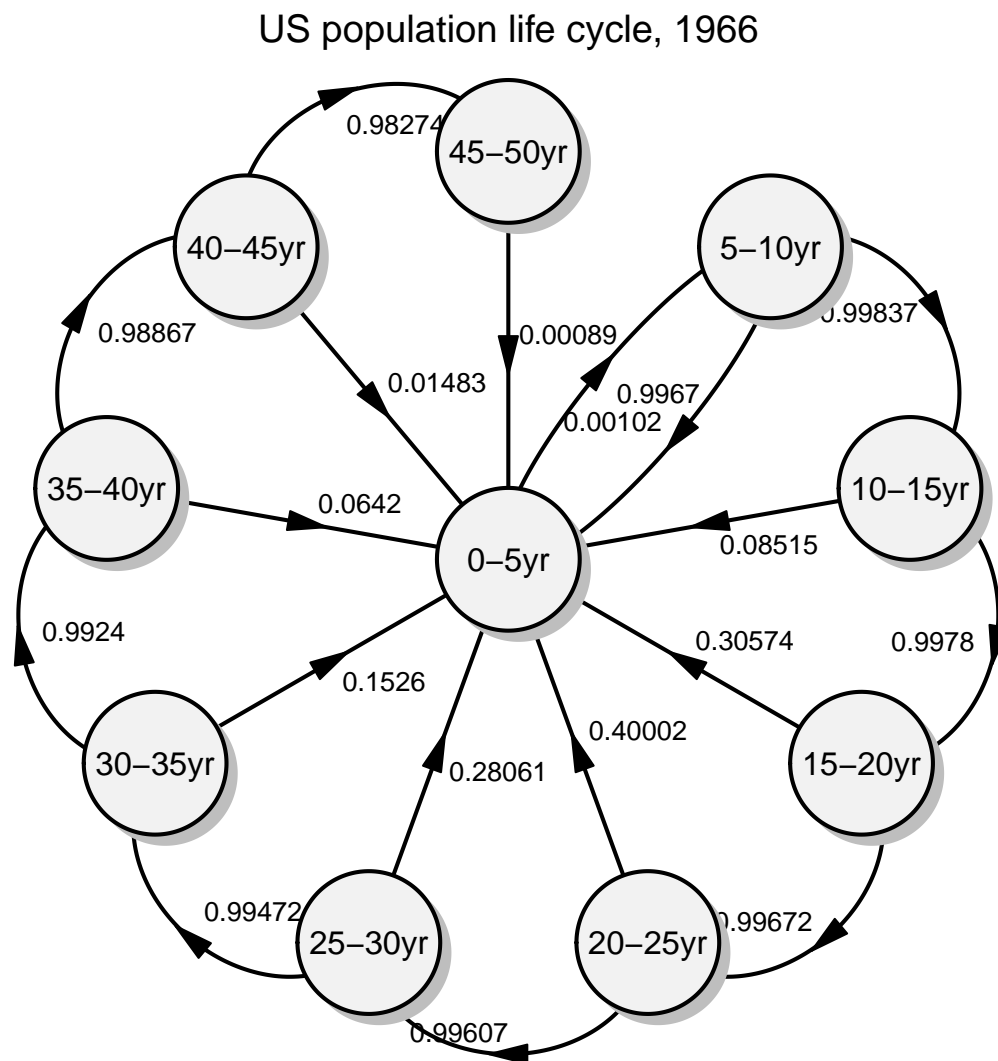 US population life cycle, 1966
0.98274
45−50yr
40−45yr
5−10yr
0.99837
0.98867
0.00089
0.01483
0.9967
0.00102
35−40yr
10−15yr
0.0642
0.08515
0−5yr
0.9924
0.9978
0.30574
0.1526
0.40002
30−35yr
15−20yr
0.28061
0.99472
0.99672
25−30yr
20−25yr
0.99607